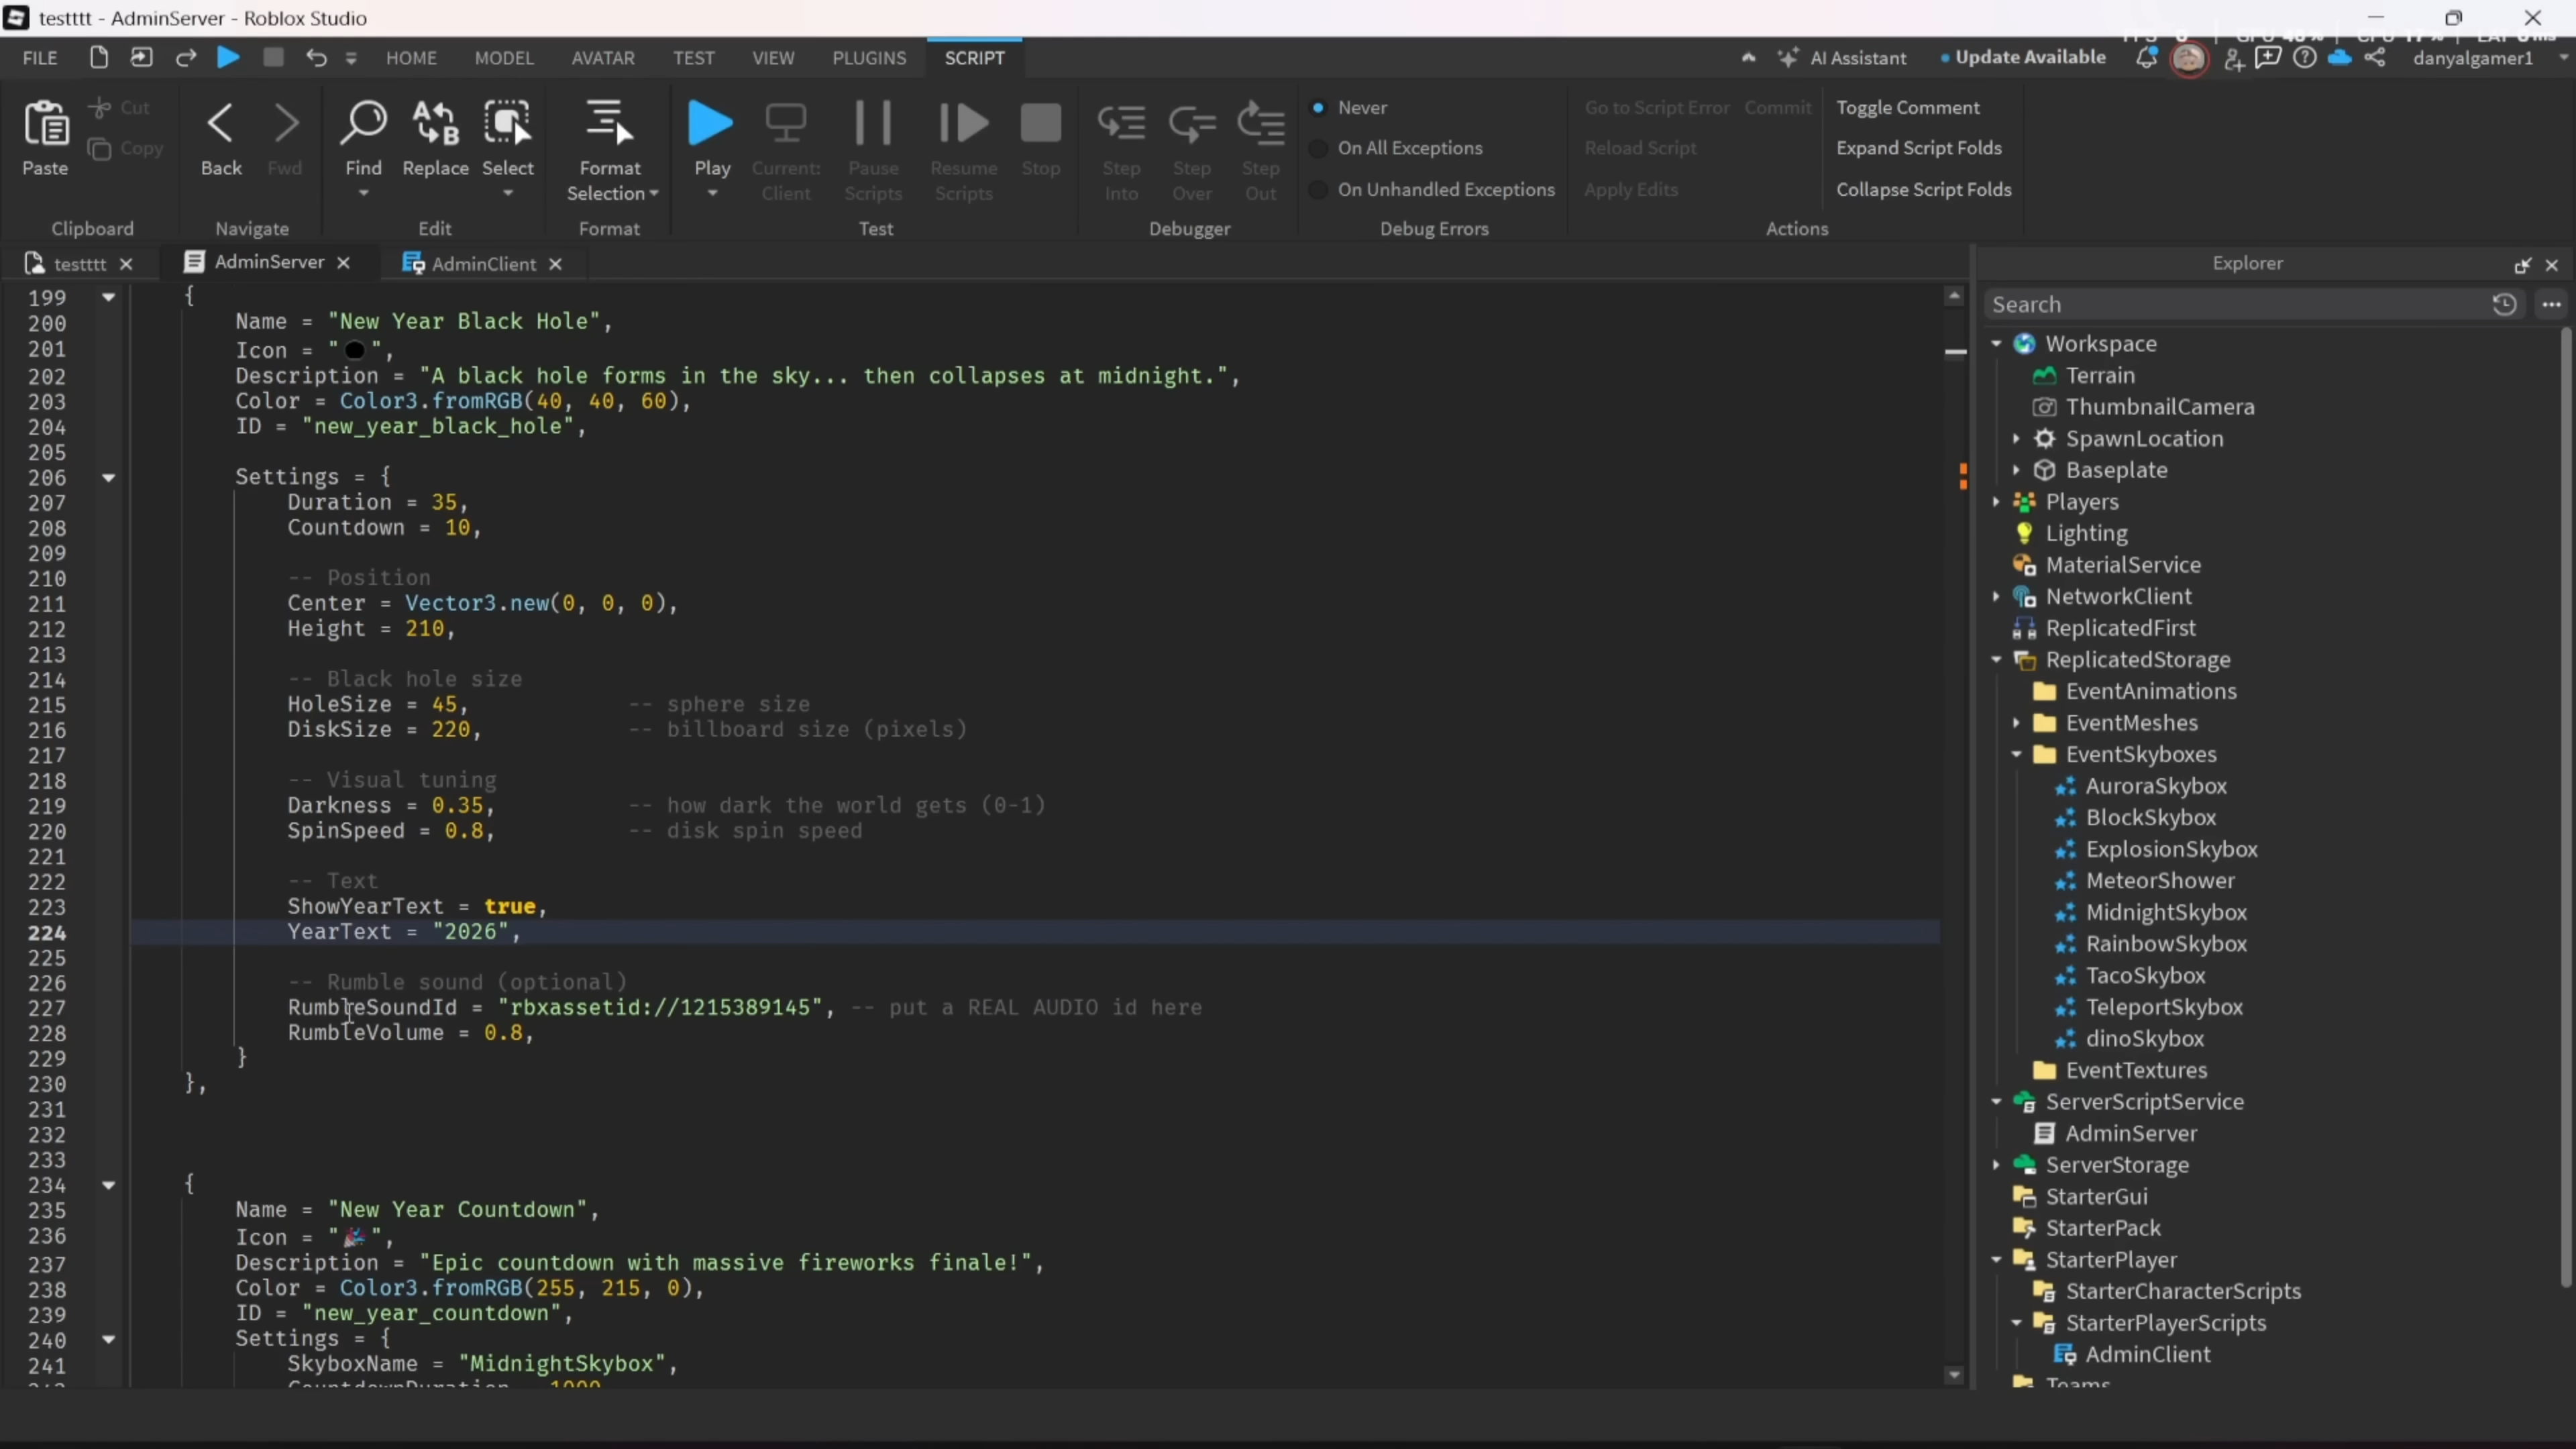 testttt - AdminServer - Roblox Studio
FILE HOME MODEL AVATAR TEST VIEW PLUGINS SCRIPT AI Assistant Update Available danyalgamer1
Paste Cut Copy Back Fwd Find Replace Select Format Selection Play Current: Client Pause Scripts Resume Scripts Stop Step Into Step Over Step Out
Never
On All Exceptions
On Unhandled Exceptions
Go to Script Error Commit
Reload Script
Apply Edits
Toggle Comment
Expand Script Folds
Collapse Script Folds
Clipboard Navigate Edit Format Test Debugger Debug Errors Actions
testttt AdminServer AdminClient
199 {
200 Name = "New Year Black Hole",
201 Icon = "⚫",
202 Description = "A black hole forms in the sky... then collapses at midnight.",
203 Color = Color3.fromRGB(40, 40, 60),
204 ID = "new_year_black_hole",
205
206 Settings = {
207 Duration = 35,
208 Countdown = 10,
209
210 -- Position
211 Center = Vector3.new(0, 0, 0),
212 Height = 210,
213
214 -- Black hole size
215 HoleSize = 45, -- sphere size
216 DiskSize = 220, -- billboard size (pixels)
217
218 -- Visual tuning
219 Darkness = 0.35, -- how dark the world gets (0-1)
220 SpinSpeed = 0.8, -- disk spin speed
221
222 -- Text
223 ShowYearText = true,
224 YearText = "2026",
225
226 -- Rumble sound (optional)
227 RumbleSoundId = "rbxassetid://1215389145", -- put a REAL AUDIO id here
228 RumbleVolume = 0.8,
229 }
230 },
231
232
233
234 {
235 Name = "New Year Countdown",
236 Icon = "🎉",
237 Description = "Epic countdown with massive fireworks finale!",
238 Color = Color3.fromRGB(255, 215, 0),
239 ID = "new_year_countdown",
240 Settings = {
241 SkyboxName = "MidnightSkybox",
Explorer
Search
Workspace
Terrain
ThumbnailCamera
SpawnLocation
Baseplate
Players
Lighting
MaterialService
NetworkClient
ReplicatedFirst
ReplicatedStorage
EventAnimations
EventMeshes
EventSkyboxes
AuroraSkybox
BlockSkybox
ExplosionSkybox
MeteorShower
MidnightSkybox
RainbowSkybox
TacoSkybox
TeleportSkybox
dinoSkybox
EventTextures
ServerScriptService
AdminServer
ServerStorage
StarterGui
StarterPack
StarterPlayer
StarterCharacterScripts
StarterPlayerScripts
AdminClient
Teams